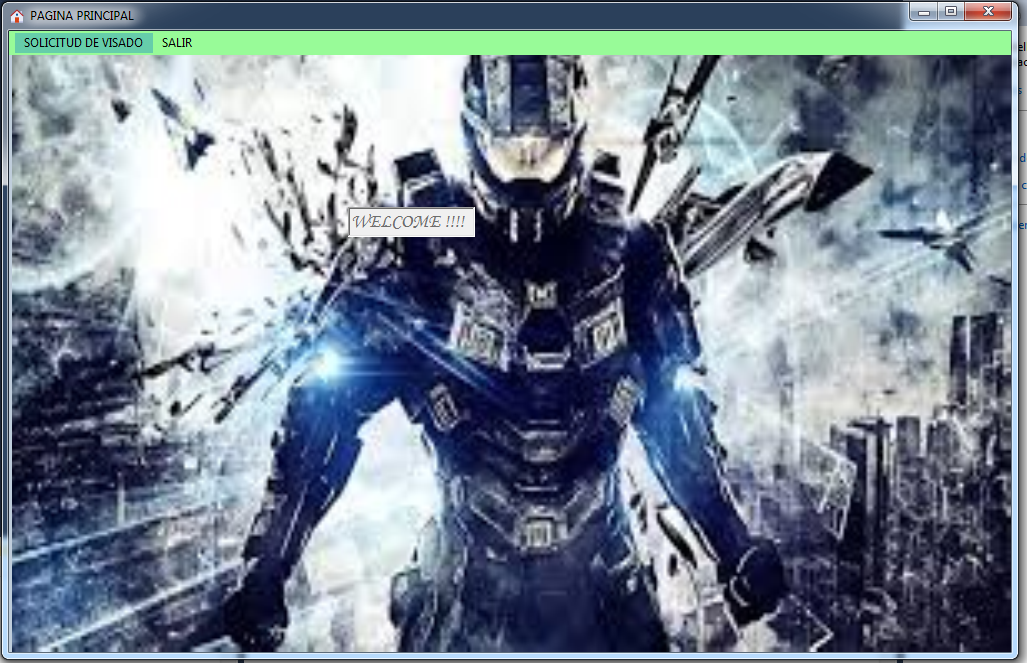 PAGINA PRINCIPAL
SOLICITUD DE VISADO SALIR
WELCOME !!!!